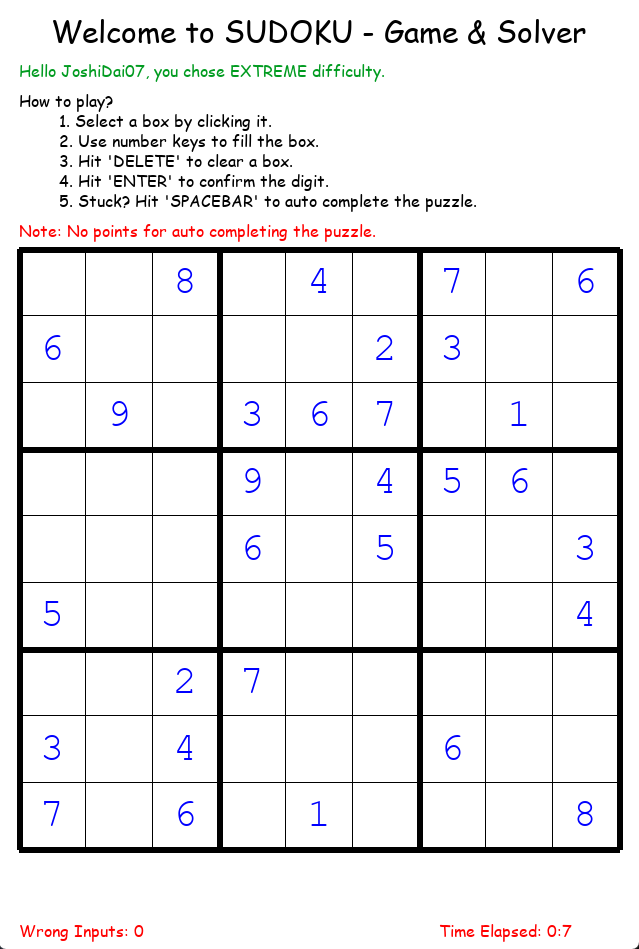 Welcome to SUDOKU - Game & Solver
Hello JoshiDai07, you chose EXTREME difficulty.
How to play?
1. Select a box by clicking it.
2. Use number keys to fill the box.
3. Hit 'DELETE' to clear a box.
4. Hit 'ENTER' to confirm the digit.
5. Stuck? Hit 'SPACEBAR' to auto complete the puzzle.
Note: No points for auto completing the puzzle.
8 4 7 6
6 2 3
9 3 6 7 1
9 4 5 6
6 5 3
5 4
2 7
3 4 6
7 6 1 8
Wrong Inputs: 0 Time Elapsed: 0:7